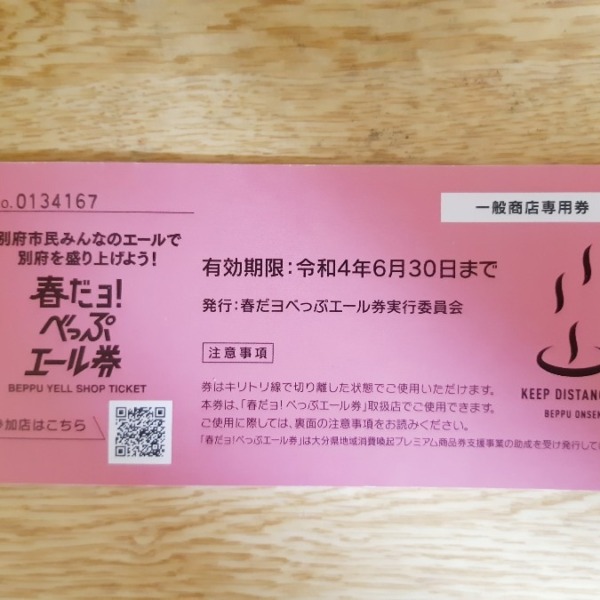 o. 0134167
一般商店専用券
別府市民みんなのエールで
別府を盛り上げよう!
春だョ!
べっぷ
エール券
BEPPU YELL SHOP TICKET
加店はこちら
有効期限:令和4年6月30日まで
発行:春だヨべっぷエール券実行委員会
注意事項
券はキリトリ線で切り離した状態でご使用いただけます。
本券は、「春だヨ!べっぷエール券」取扱店でご使用できます。
ご使用に際しては、裏面の注意事項をお読みください。
「春だョ!べっぷエール券」は大分県地域消費喚起プレミアム商品券支援事業の助成を受け発行して
KEEP DISTANC
BEPPU ONSE